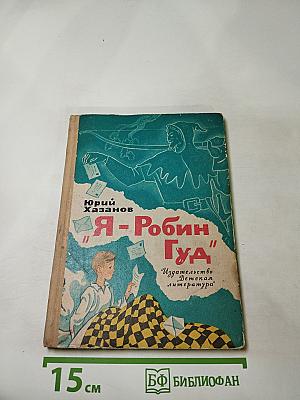 Юрий
Хазанов
"Я-Робин
Гуд"
Издательство
"Детская
литература"
15 см
БФ БИБЛИОФАН